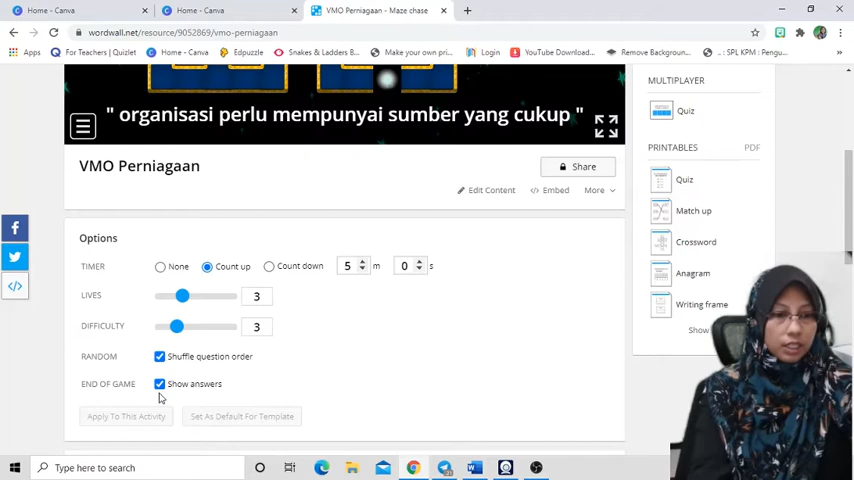 Home - Canva
Home - Canva
VMO Perniagaan - Maze chase
wordwall.net/resource/9052869/vmo-perniagaan
Apps
For Teachers | Quizlet
Home - Canva
Edpuzzle
Snakes & Ladders B...
Make your own pri...
Login
YouTube Download...
Remove Background...
.: SPL KPM : Pengu...
" organisasi perlu mempunyai sumber yang cukup "
VMO Perniagaan
Share
Edit Content
Embed
More
Options
TIMER
None
Count up
Count down
5 m
0 s
LIVES
3
DIFFICULTY
3
RANDOM
Shuffle question order
END OF GAME
Show answers
Apply To This Activity
Set As Default For Template
MULTIPLAYER
Quiz
PRINTABLES
PDF
Quiz
Match up
Crossword
Anagram
Writing frame
Show
Type here to search